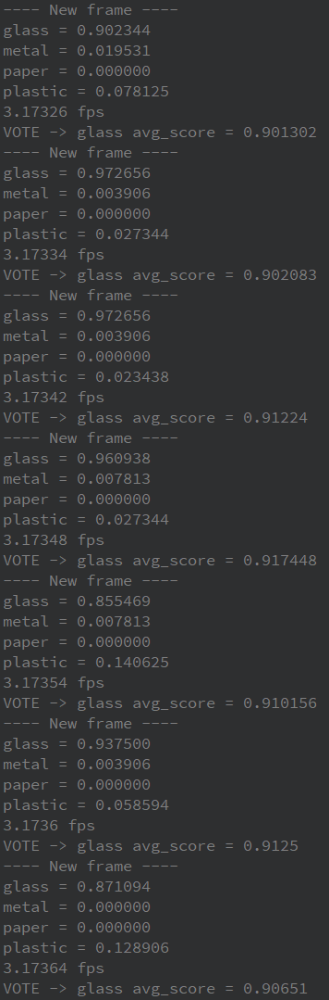 ---- New frame ----
glass = 0.902344
metal = 0.019531
paper = 0.000000
plastic = 0.078125
3.17326 fps
VOTE -> glass avg_score = 0.901302
---- New frame ----
glass = 0.972656
metal = 0.003906
paper = 0.000000
plastic = 0.027344
3.17334 fps
VOTE -> glass avg_score = 0.902083
---- New frame ----
glass = 0.972656
metal = 0.003906
paper = 0.000000
plastic = 0.023438
3.17342 fps
VOTE -> glass avg_score = 0.91224
---- New frame ----
glass = 0.960938
metal = 0.007813
paper = 0.000000
plastic = 0.027344
3.17348 fps
VOTE -> glass avg_score = 0.917448
---- New frame ----
glass = 0.855469
metal = 0.007813
paper = 0.000000
plastic = 0.140625
3.17354 fps
VOTE -> glass avg_score = 0.910156
---- New frame ----
glass = 0.937500
metal = 0.003906
paper = 0.000000
plastic = 0.058594
3.1736 fps
VOTE -> glass avg_score = 0.9125
---- New frame ----
glass = 0.871094
metal = 0.000000
paper = 0.000000
plastic = 0.128906
3.17364 fps
VOTE -> glass avg_score = 0.90651